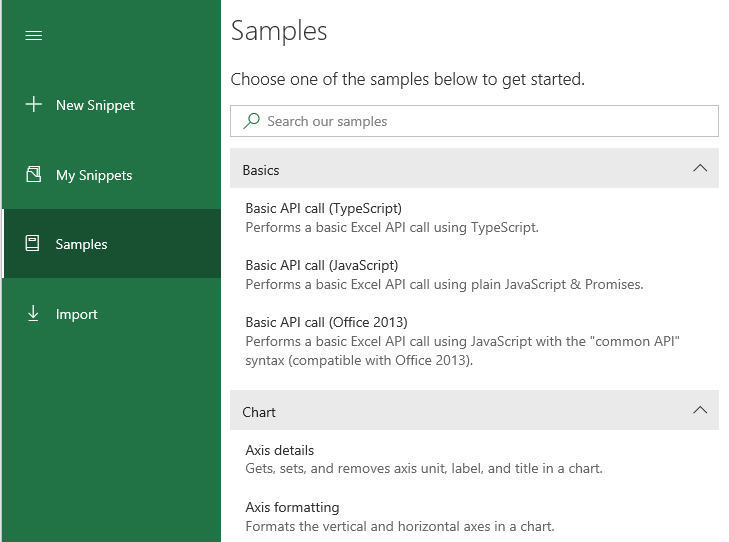 Samples
Choose one of the samples below to get started.
New Snippet
Search our samples
My Snippets
Basics
Basic API call (TypeScript)
Performs a basic Excel API call using TypeScript.
Samples
Basic API call (JavaScript)
Performs a basic Excel API call using plain JavaScript & Promises.
Import
Basic API call (Office 2013)
Performs a basic Excel API call using JavaScript with the "common API"
syntax (compatible with Office 2013).
Chart
Axis details
Gets, sets, and removes axis unit, label, and title in a chart.
Axis formatting
Formats the vertical and horizontal axes in a chart.